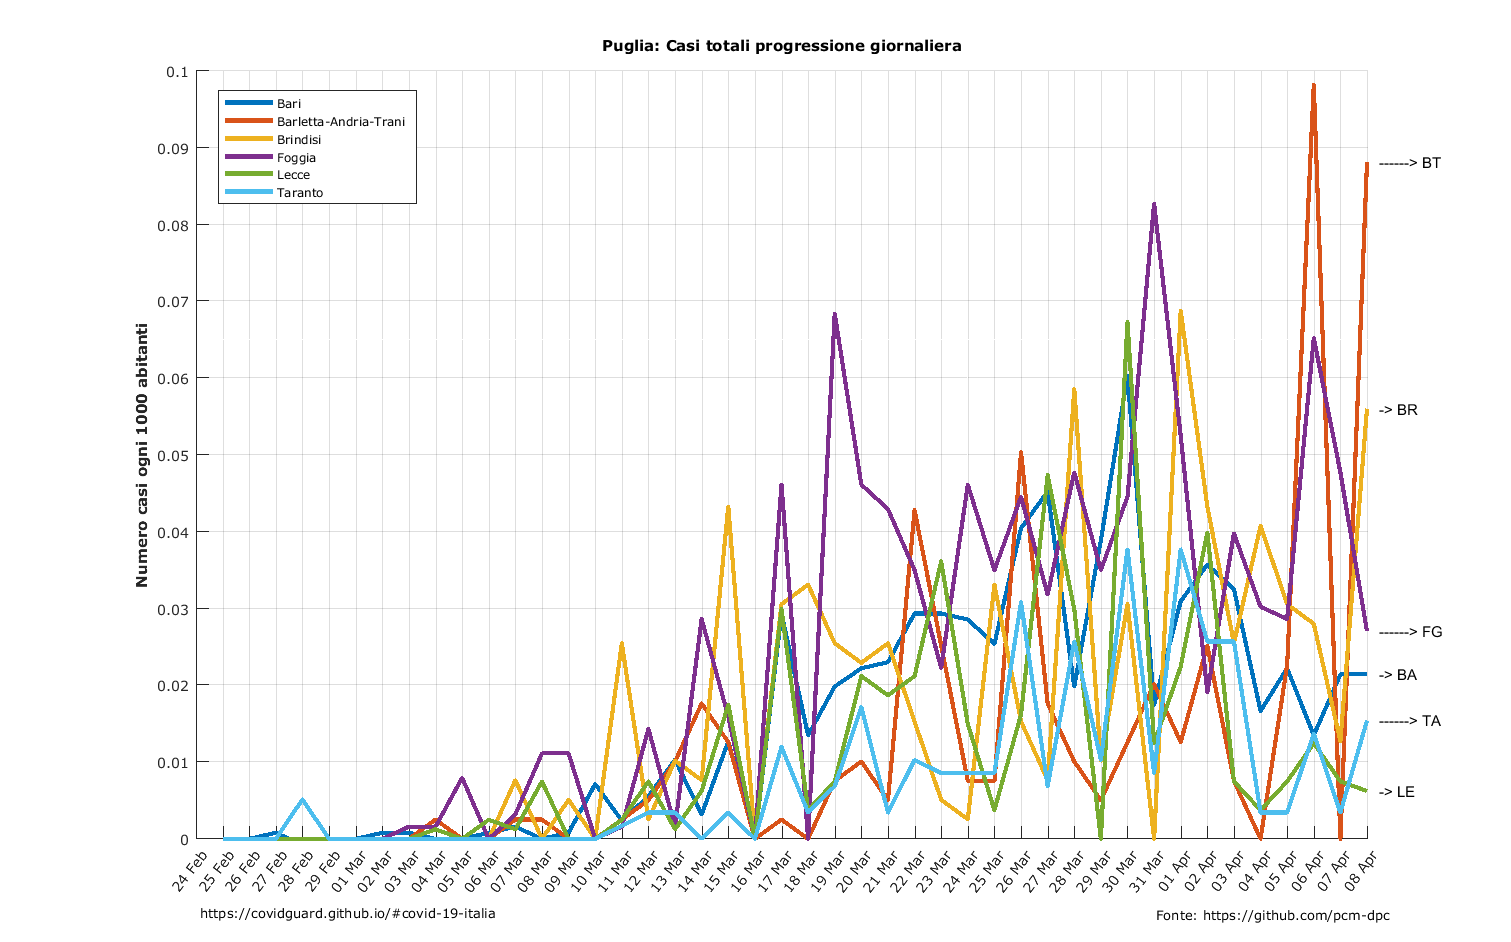 Puglia: Casi totali progressione giornaliera
Numero casi ogni 1000 abitanti
0.1
0.09
0.08
0.07
0.06
0.05
0.04
0.03
0.02
0.01
0
Bari
Barletta-Andria-Trani
Brindisi
Foggia
Lecce
Taranto
------> BT
-> BR
------> FG
-> BA
------> TA
-> LE
24 Feb
25 Feb
26 Feb
27 Feb
28 Feb
29 Feb
01 Mar
02 Mar
03 Mar
04 Mar
05 Mar
06 Mar
07 Mar
08 Mar
09 Mar
10 Mar
11 Mar
12 Mar
13 Mar
14 Mar
15 Mar
16 Mar
17 Mar
18 Mar
19 Mar
20 Mar
21 Mar
22 Mar
23 Mar
24 Mar
25 Mar
26 Mar
27 Mar
28 Mar
29 Mar
30 Mar
31 Mar
01 Apr
02 Apr
03 Apr
04 Apr
05 Apr
06 Apr
07 Apr
08 Apr
https://covidguard.github.io/#covid-19-italia
Fonte: https://github.com/pcm-dpc